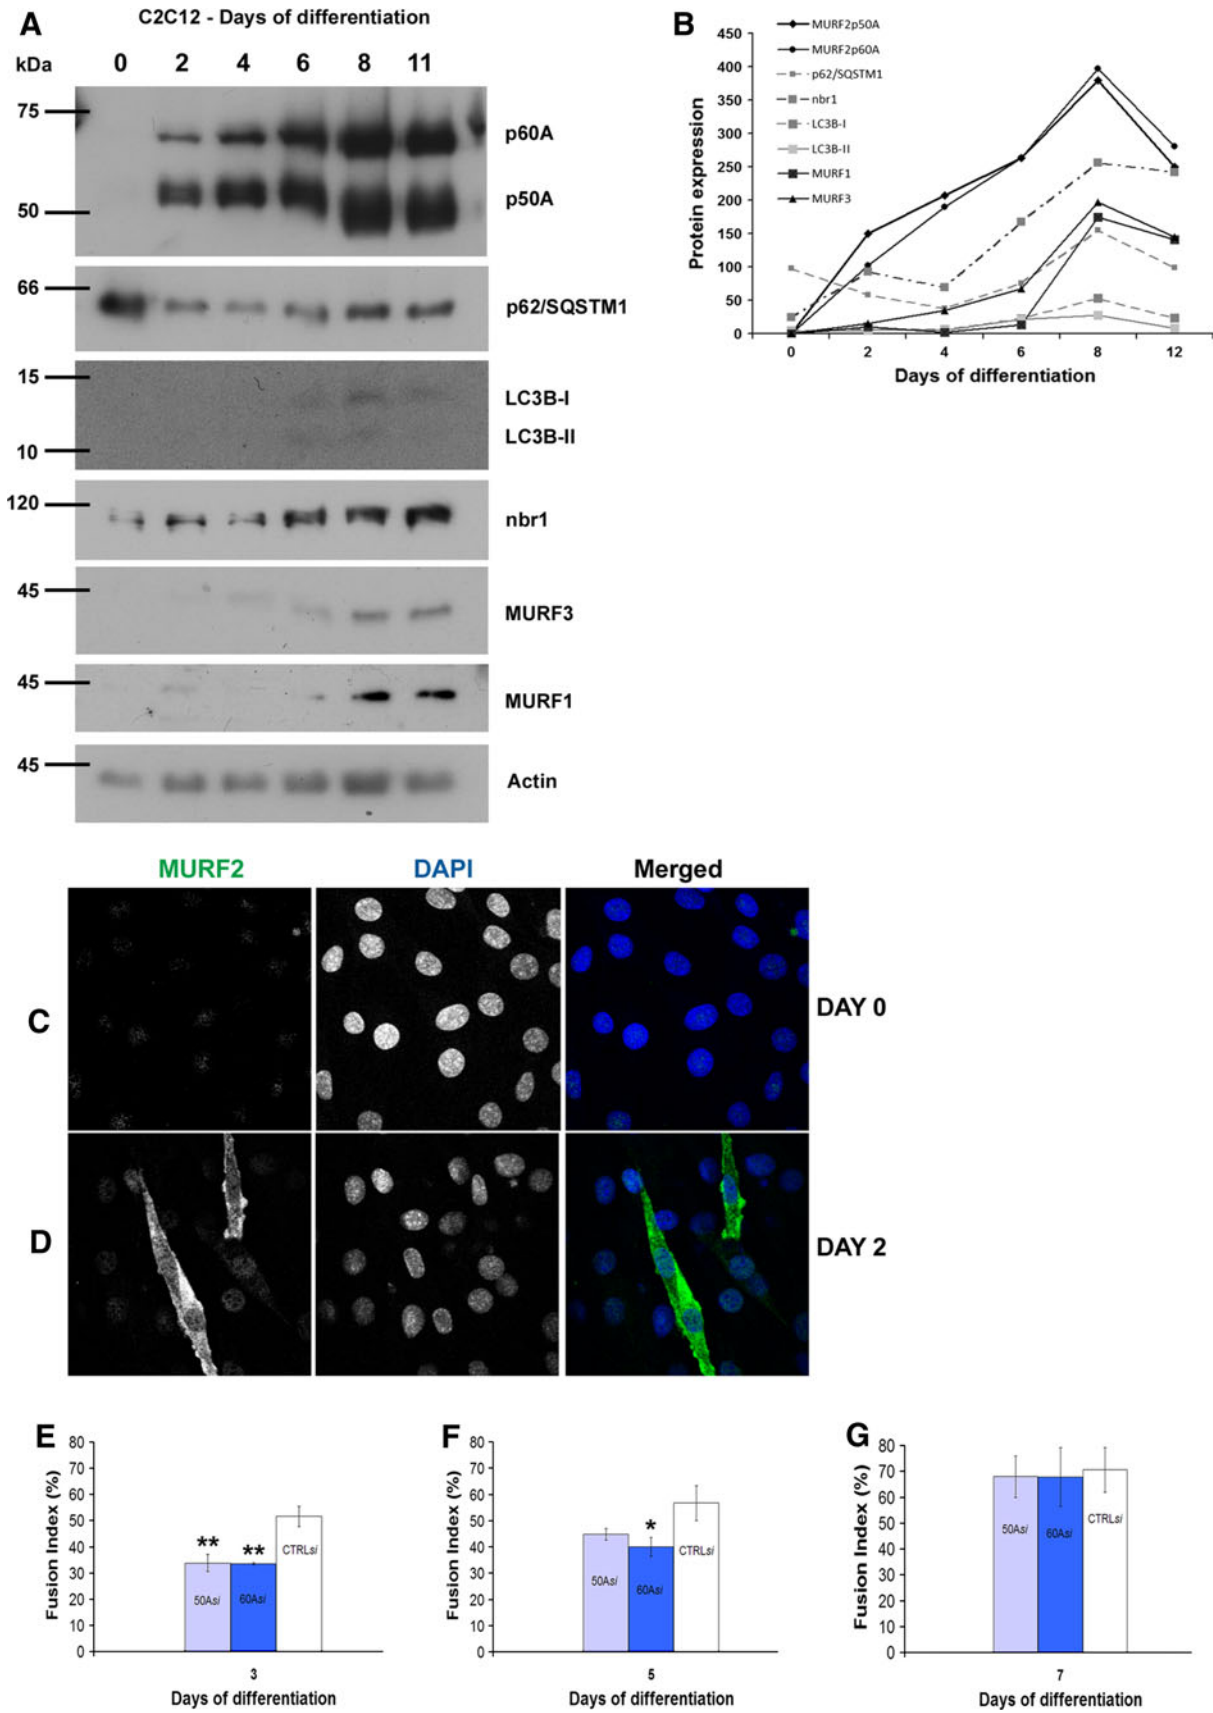 A
C2C12 - Days of differentiation
kDa
0 2 4 6 8 11
75
50
p60A
p50A
66
p62/SQSTM1
15
10
LC3B-I
LC3B-II
120
nbr1
45
MURF3
45
MURF1
45
Actin
B
MURF2p50A
MURF2p60A
p62/SQSTM1
nbr1
LC3B-I
LC3B-II
MURF1
MURF3
Protein expression
450
400
350
300
250
200
150
100
50
0
0 2 4 6 8 12
Days of differentiation
MURF2 DAPI Merged
C
DAY 0
D
DAY 2
E
Fusion Index (%)
80
70
60
50
40
30
20
10
0
**
**
50Asi
60Asi
CTRLsi
3
Days of differentiation
F
Fusion Index (%)
80
70
60
50
40
30
20
10
0
*
50Asi
60Asi
CTRLsi
5
Days of differentiation
G
Fusion Index (%)
80
70
60
50
40
30
20
10
0
50Asi
60Asi
CTRLsi
7
Days of differentiation